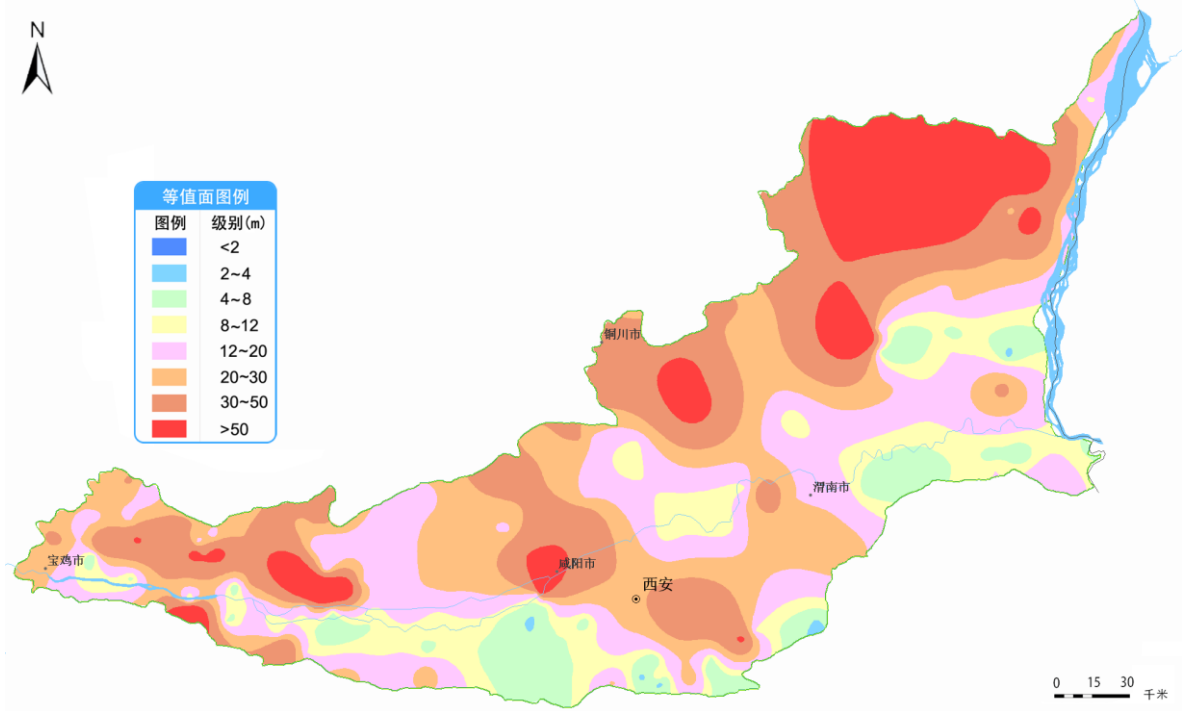 N
等值面图例
图例 级别(m)
<2
2~4
4~8
8~12
12~20
20~30
30~50
>50
铜川市
渭南市
宝鸡市
咸阳市
西安
0 15 30 千米